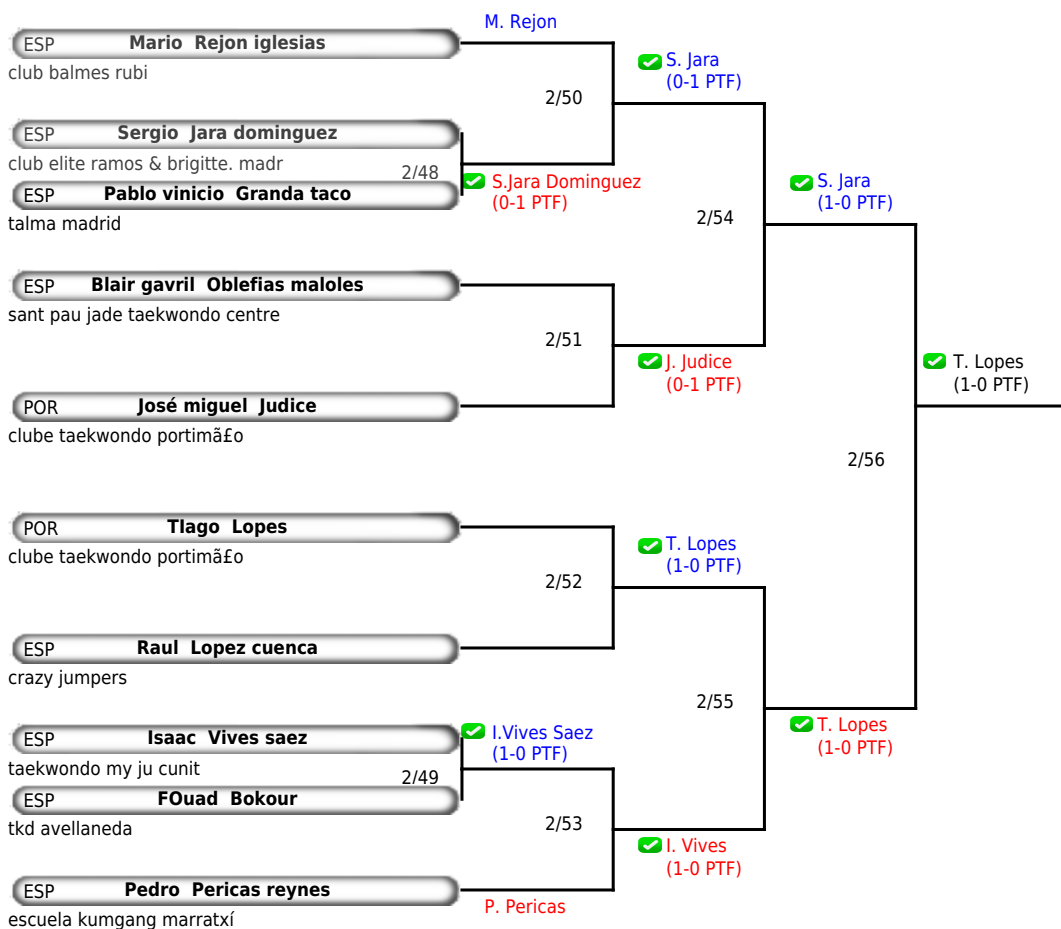 M. Rejon
ESP Mario Rejon iglesias
club balmes rubi
S. Jara
(0-1 PTF)
2/50
ESP Sergio Jara dominguez
club elite ramos & brigitte. madr
2/48
S.Jara Dominguez
(0-1 PTF)
ESP Pablo vinicio Granda taco
talma madrid
S. Jara
(1-0 PTF)
2/54
ESP Blair gavril Oblefias maloles
sant pau jade taekwondo centre
2/51
J. Judice
(0-1 PTF)
T. Lopes
(1-0 PTF)
POR José miguel Judice
clube taekwondo portimã£o
2/56
POR TIago Lopes
clube taekwondo portimã£o
T. Lopes
(1-0 PTF)
2/52
ESP Raul Lopez cuenca
crazy jumpers
2/55
T. Lopes
(1-0 PTF)
ESP Isaac Vives saez
taekwondo my ju cunit
I.Vives Saez
(1-0 PTF)
2/49
ESP FOuad Bokour
tkd avellaneda
2/53
I. Vives
(1-0 PTF)
ESP Pedro Pericas reynes
escuela kumgang marratxí
P. Pericas